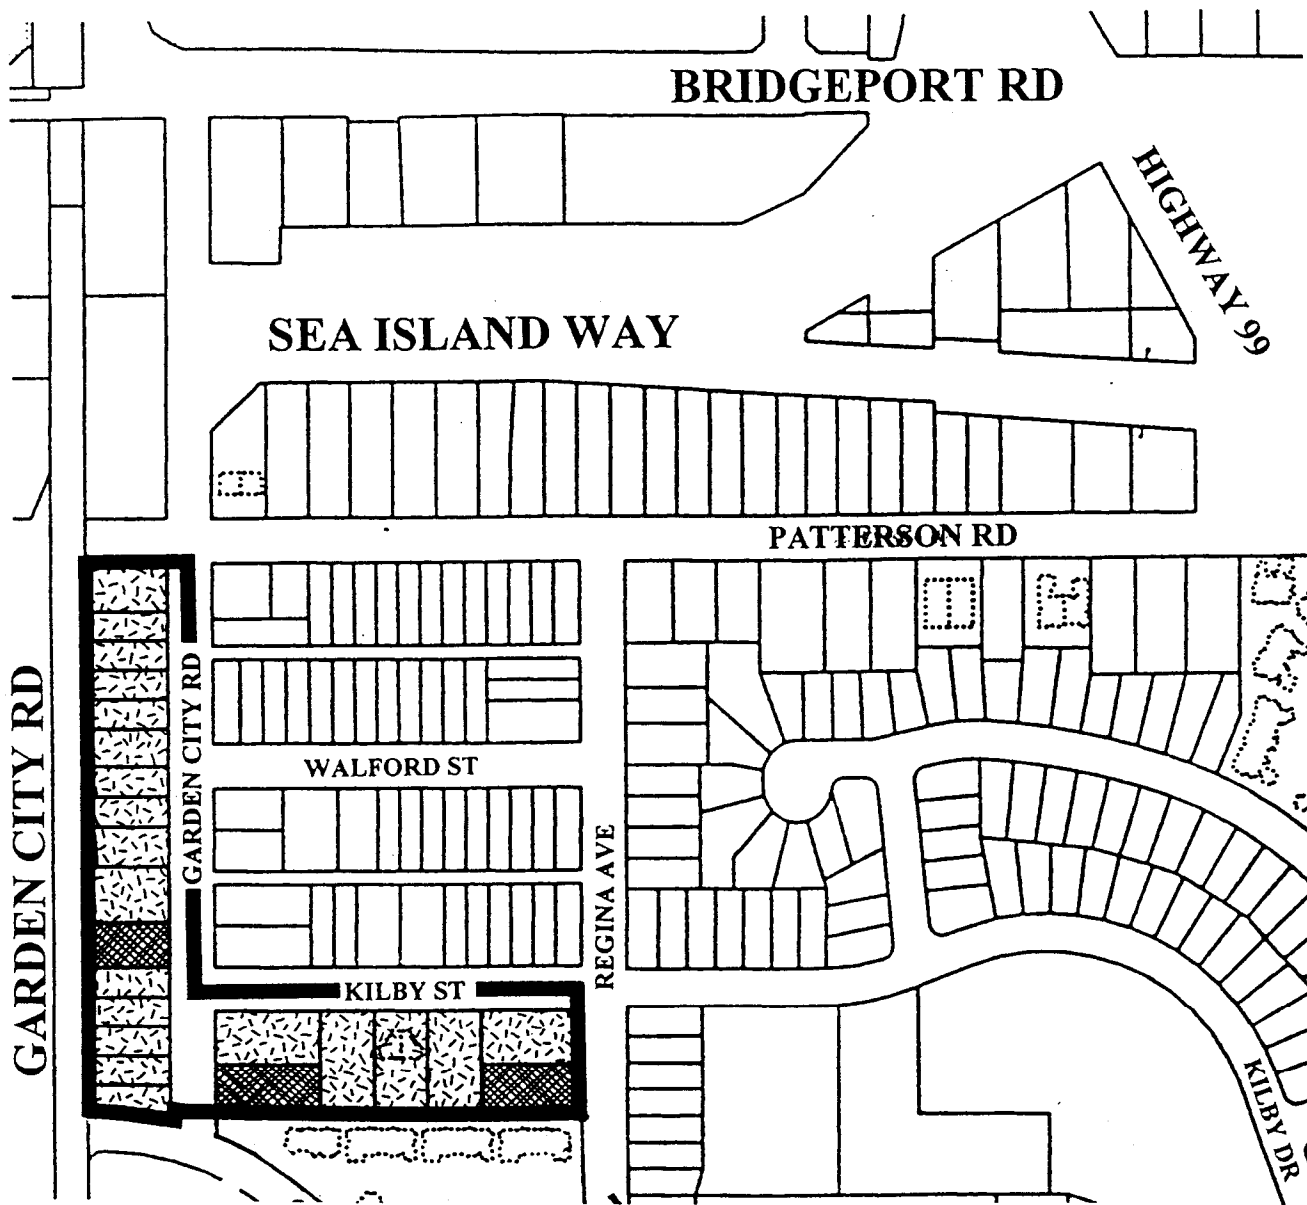 BRIDGEPORT RD
HIGHWAY 99
SEA ISLAND WAY
PATTERSON RD
GARDEN CITY RD
GARDEN CITY RD
WALFORD ST
REGINA AVE
KILBY ST
KILBY DR